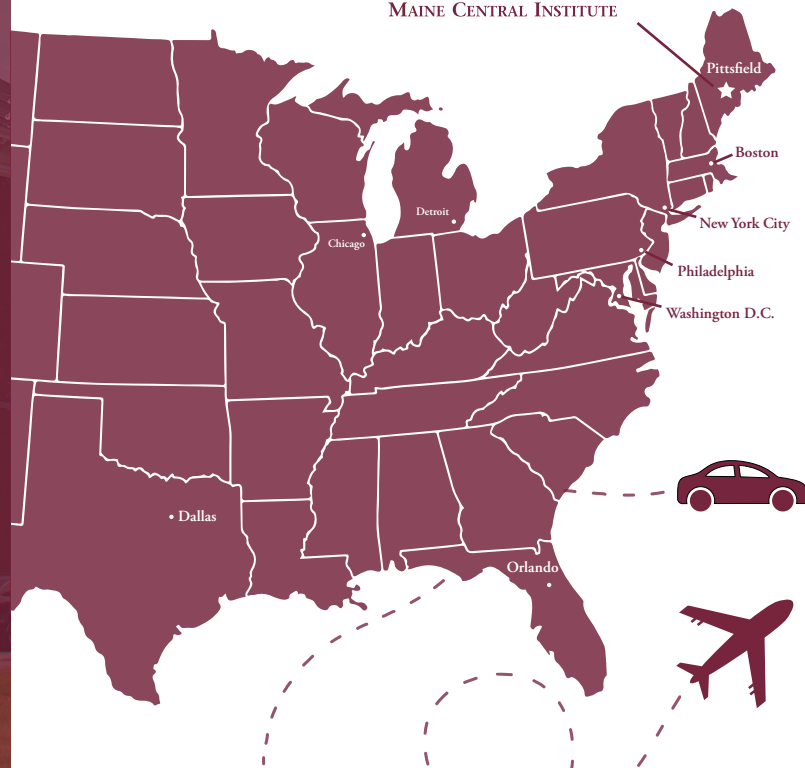 MAINE CENTRAL INSTITUTE
Pittsfield
Boston
Detroit
New York City
Chicago
Philadelphia
Washington D.C.
Dallas
Orlando